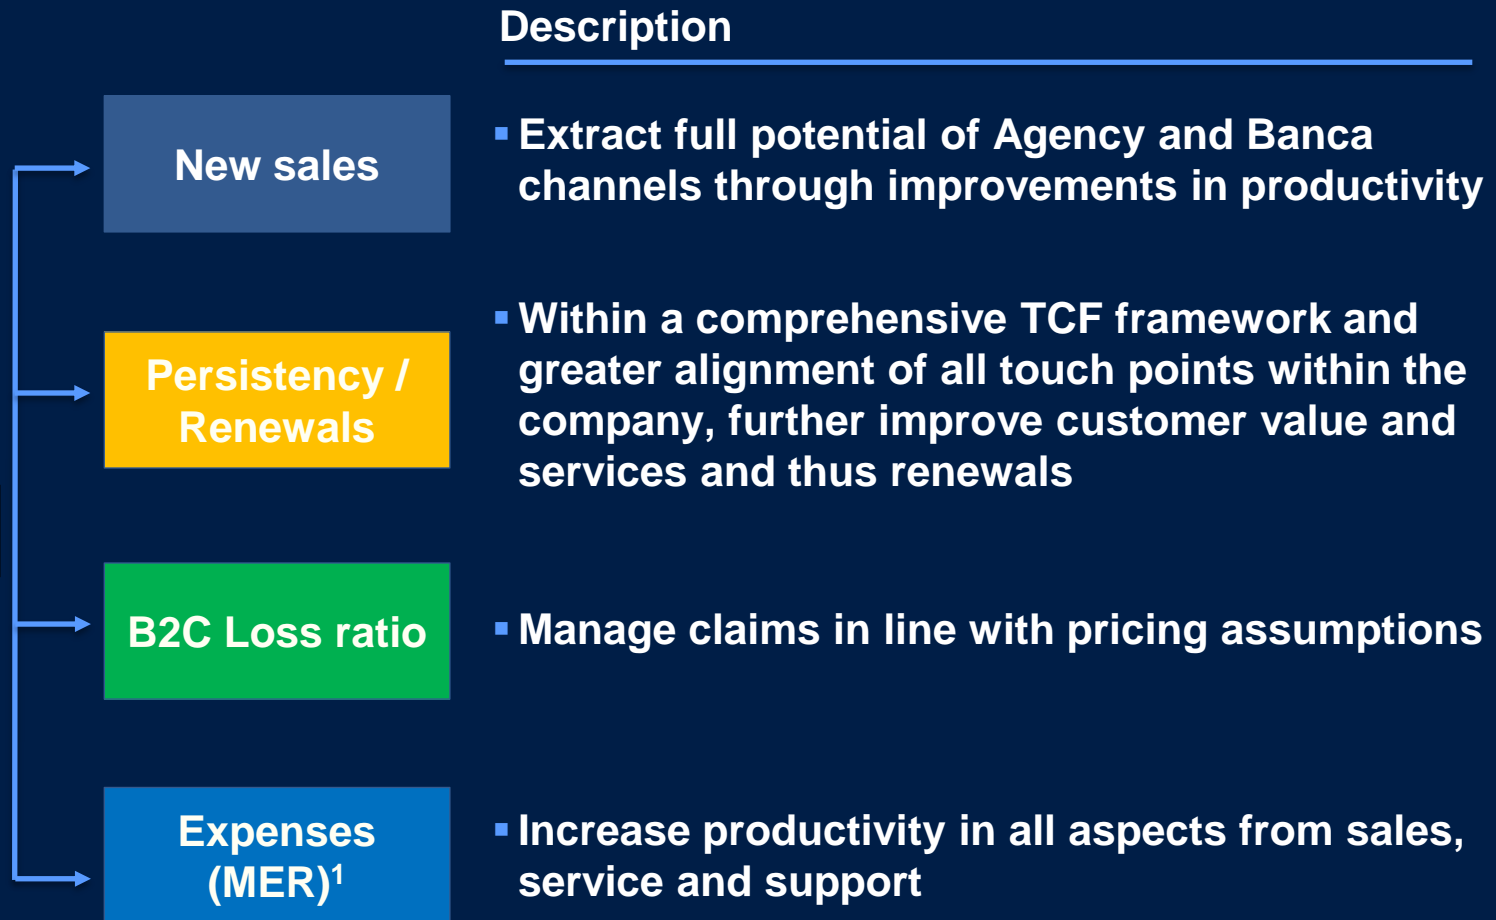 Description
New sales
▪ Extract full potential of Agency and Banca
channels through improvements in productivity
Persistency /
Renewals
▪ Within a comprehensive TCF framework and
greater alignment of all touch points within the
company, further improve customer value and
services and thus renewals
B2C Loss ratio
▪ Manage claims in line with pricing assumptions
Expenses
(MER)¹
▪ Increase productivity in all aspects from sales,
service and support